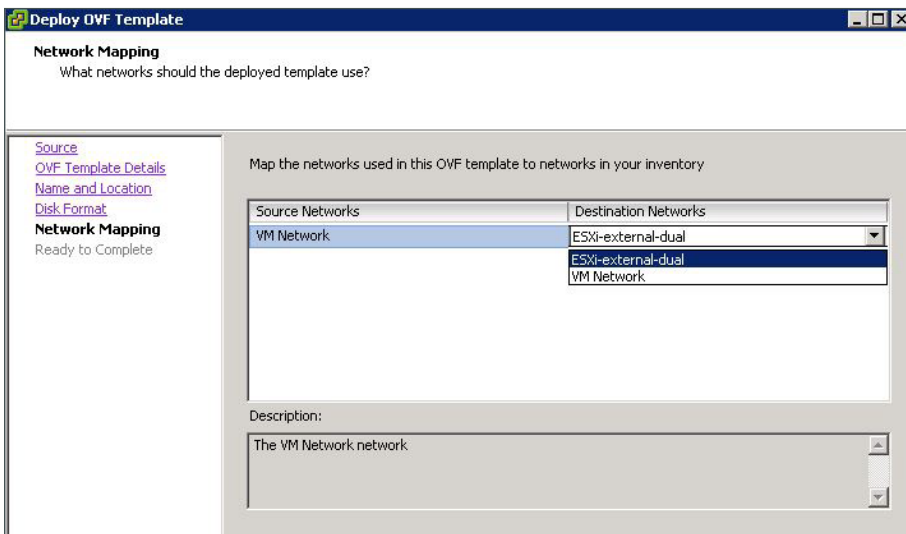 Deploy OVF Template
Network Mapping
What networks should the deployed template use?
Source
OVF Template Details
Name and Location
Disk Format
Network Mapping
Ready to Complete
Map the networks used in this OVF template to networks in your inventory
Source Networks Destination Networks
VM Network ESXi-external-dual
ESXi-external-dual
VM Network
Description:
The VM Network network